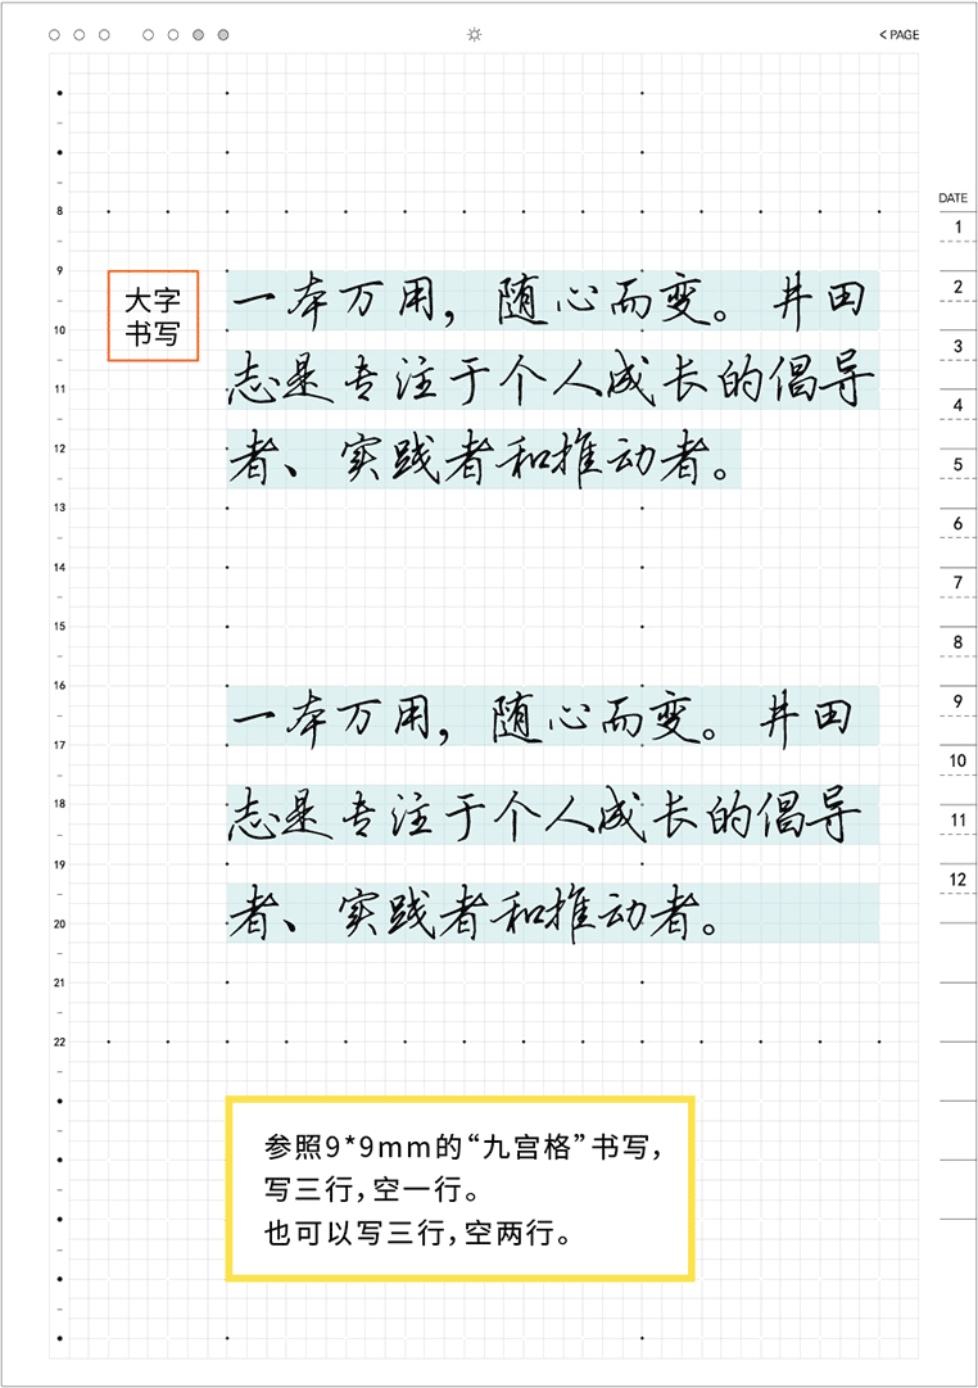 < PAGE
DATE
8
9
10
11
12
13
14
15
16
17
18
19
20
21
22
大字
书写
一本万用，随心而变。井田
志是专注于个人成长的倡导
者、实践者和推动者。
一本万用，随心而变。井田
志是专注于个人成长的倡导
者、实践者和推动者。
参照9*9mm的“九宫格”书写，
写三行，空一行。
也可以写三行，空两行。
1
2
3
4
5
6
7
8
9
10
11
12